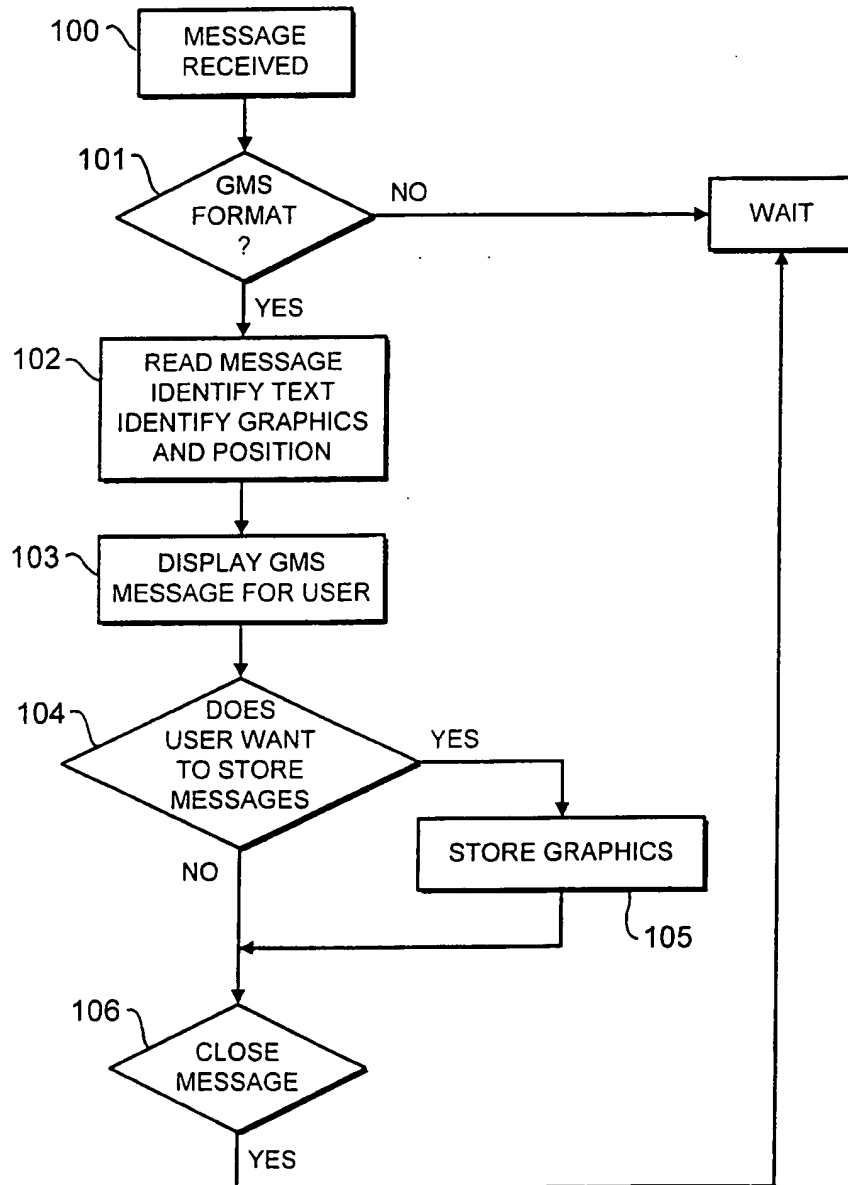 100
MESSAGE
RECEIVED
101
GMS
FORMAT
?
NO
WAIT
YES
102
READ MESSAGE
IDENTIFY TEXT
IDENTIFY GRAPHICS
AND POSITION
103
DISPLAY GMS
MESSAGE FOR USER
104
DOES
USER WANT
TO STORE
MESSAGES
YES
STORE GRAPHICS
105
NO
106
CLOSE
MESSAGE
YES